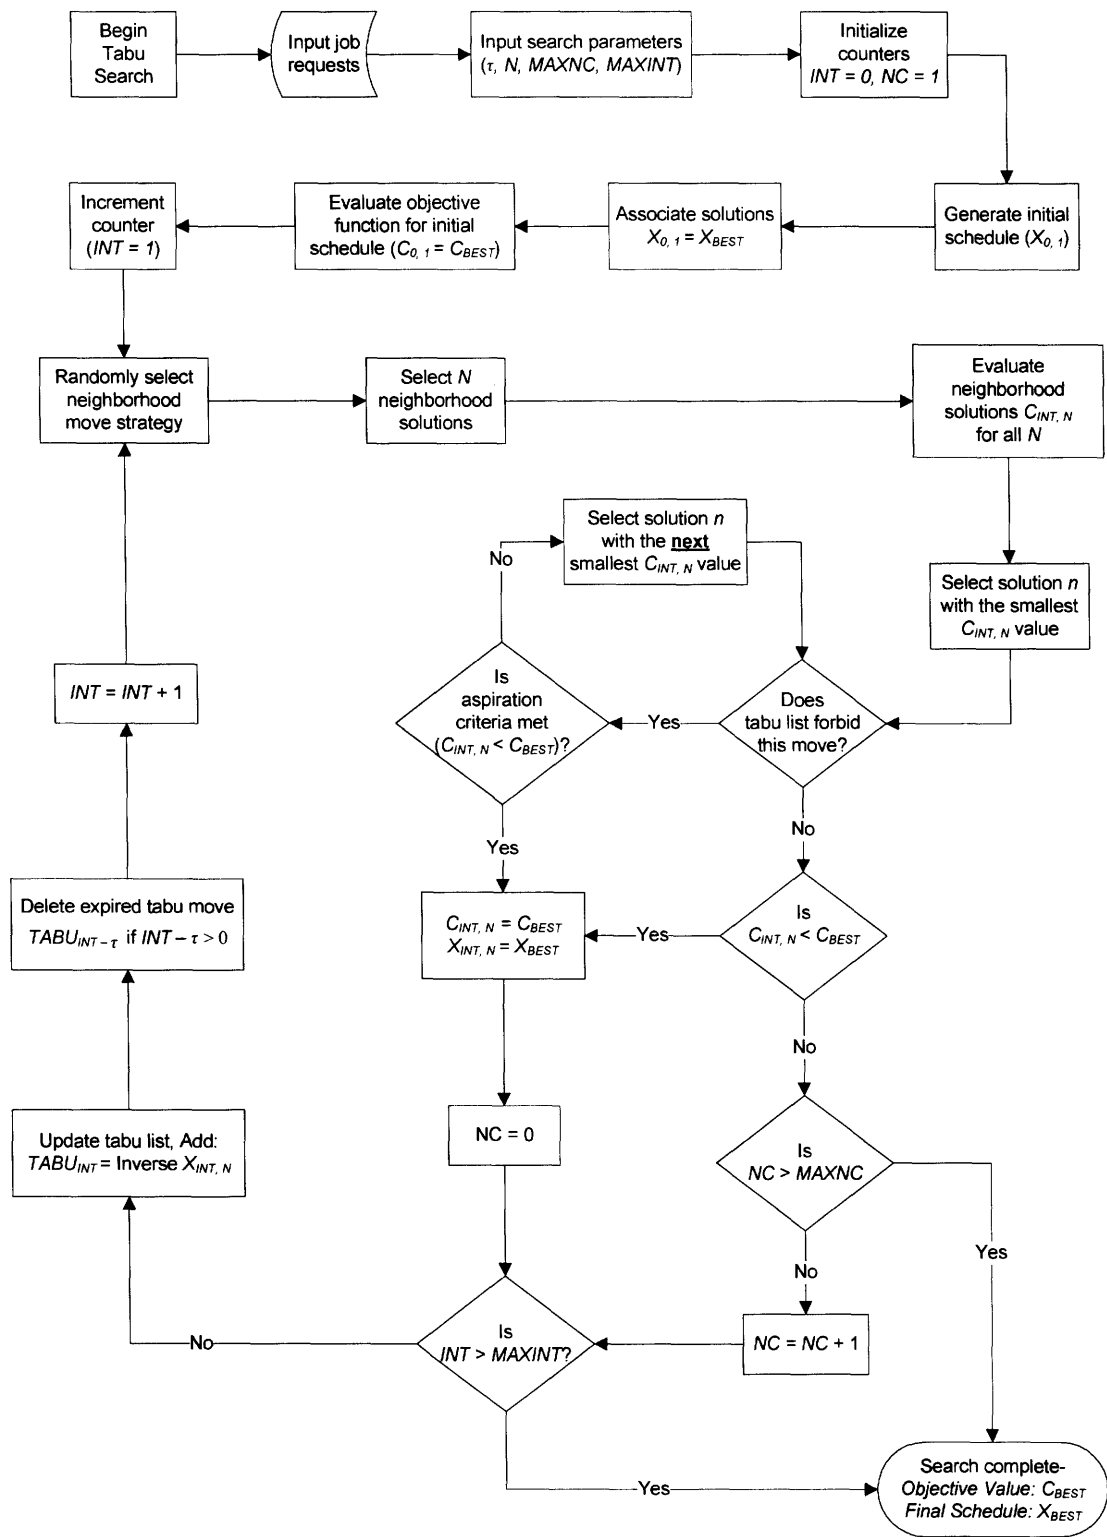 Begin
Tabu
Search
Input job
requests
Input search parameters
(τ, N, MAXNC, MAXINT)
Initialize
counters
INT = 0, NC = 1
Increment
counter
(INT = 1)
Evaluate objective
function for initial
schedule (C0, 1 = CBEST)
Associate solutions
X0, 1 = XBEST
Generate initial
schedule (X0, 1)
Randomly select
neighborhood
move strategy
Select N
neighborhood
solutions
Evaluate
neighborhood
solutions CINT, N
for all N
Select solution n
with the next
smallest CINT, N value
No
Select solution n
with the smallest
CINT, N value
INT = INT + 1
Is
aspiration
criteria met
(CINT, N < CBEST)?
Yes
Does
tabu list forbid
this move?
No
Yes
Delete expired tabu move
TABUINT − τ if INT − τ > 0
CINT, N = CBEST
XINT, N = XBEST
Yes
Is
CINT, N < CBEST
No
Update tabu list, Add:
TABUINT = Inverse XINT, N
NC = 0
Is
NC > MAXNC
Yes
No
No
Is
INT > MAXINT?
NC = NC + 1
Yes
Search complete-
Objective Value: CBEST
Final Schedule: XBEST